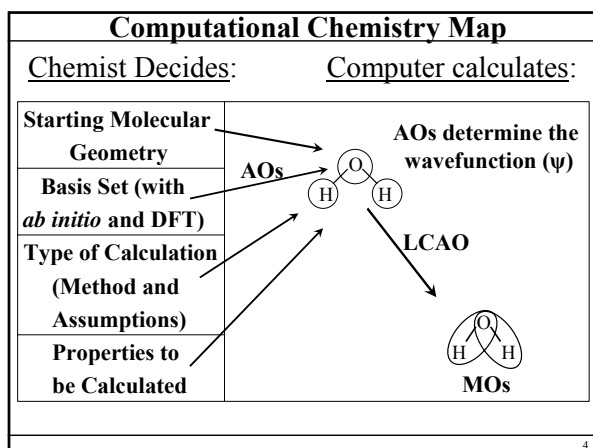 Computational Chemistry Map
Chemist Decides:
Computer calculates:
Starting Molecular
Geometry
Basis Set (with
ab initio and DFT)
Type of Calculation
(Method and
Assumptions)
Properties to
be Calculated
AOs determine the
wavefunction (ψ)
AOs
O
H H
LCAO
O
H H
MOs
4